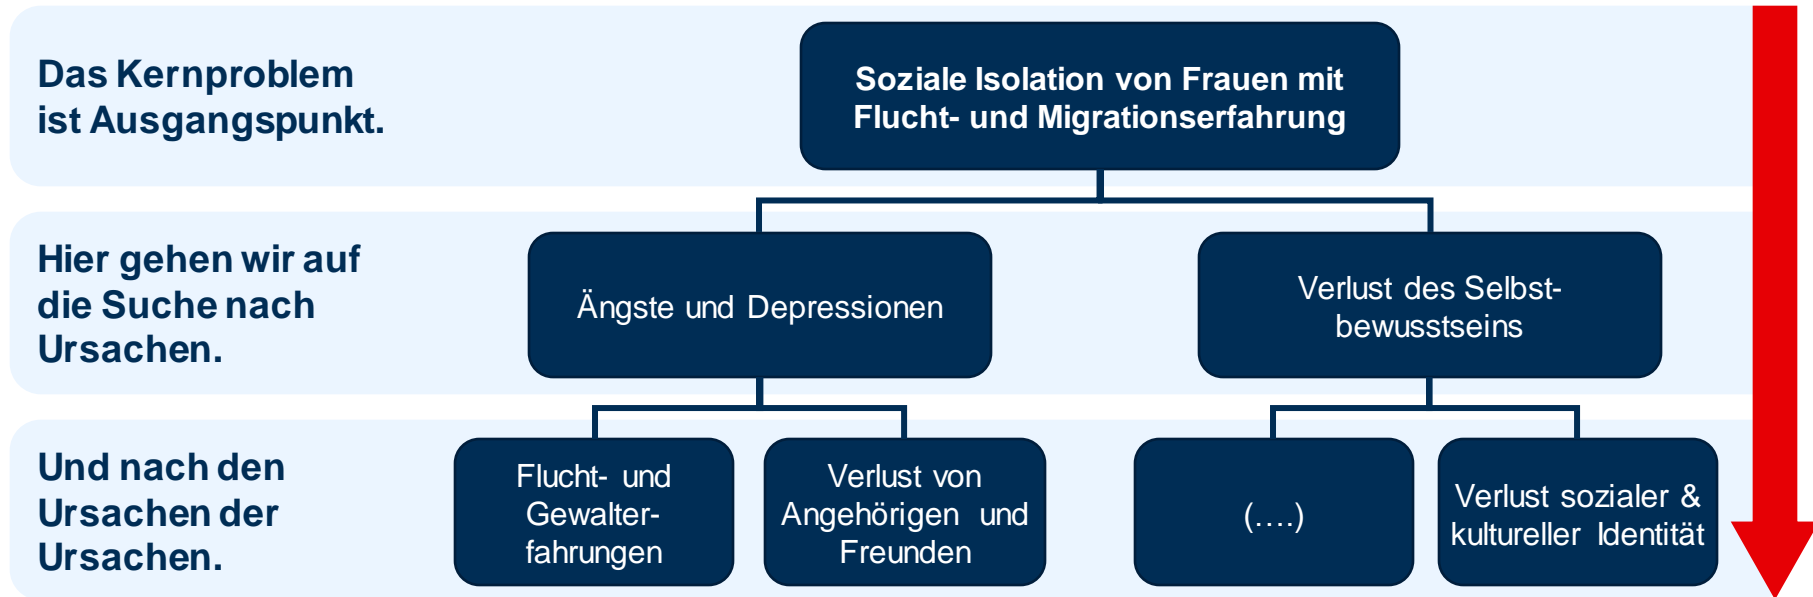 Das Kernproblem
ist Ausgangspunkt.
Soziale Isolation von Frauen mit
Flucht- und Migrationserfahrung
Hier gehen wir auf
die Suche nach
Ursachen.
Ängste und Depressionen
Verlust des Selbst-
bewusstseins
Und nach den
Ursachen der
Ursachen.
Flucht- und
Gewalter-
fahrungen
Verlust von
Angehörigen und
Freunden
(....)
Verlust sozialer &
kultureller Identität